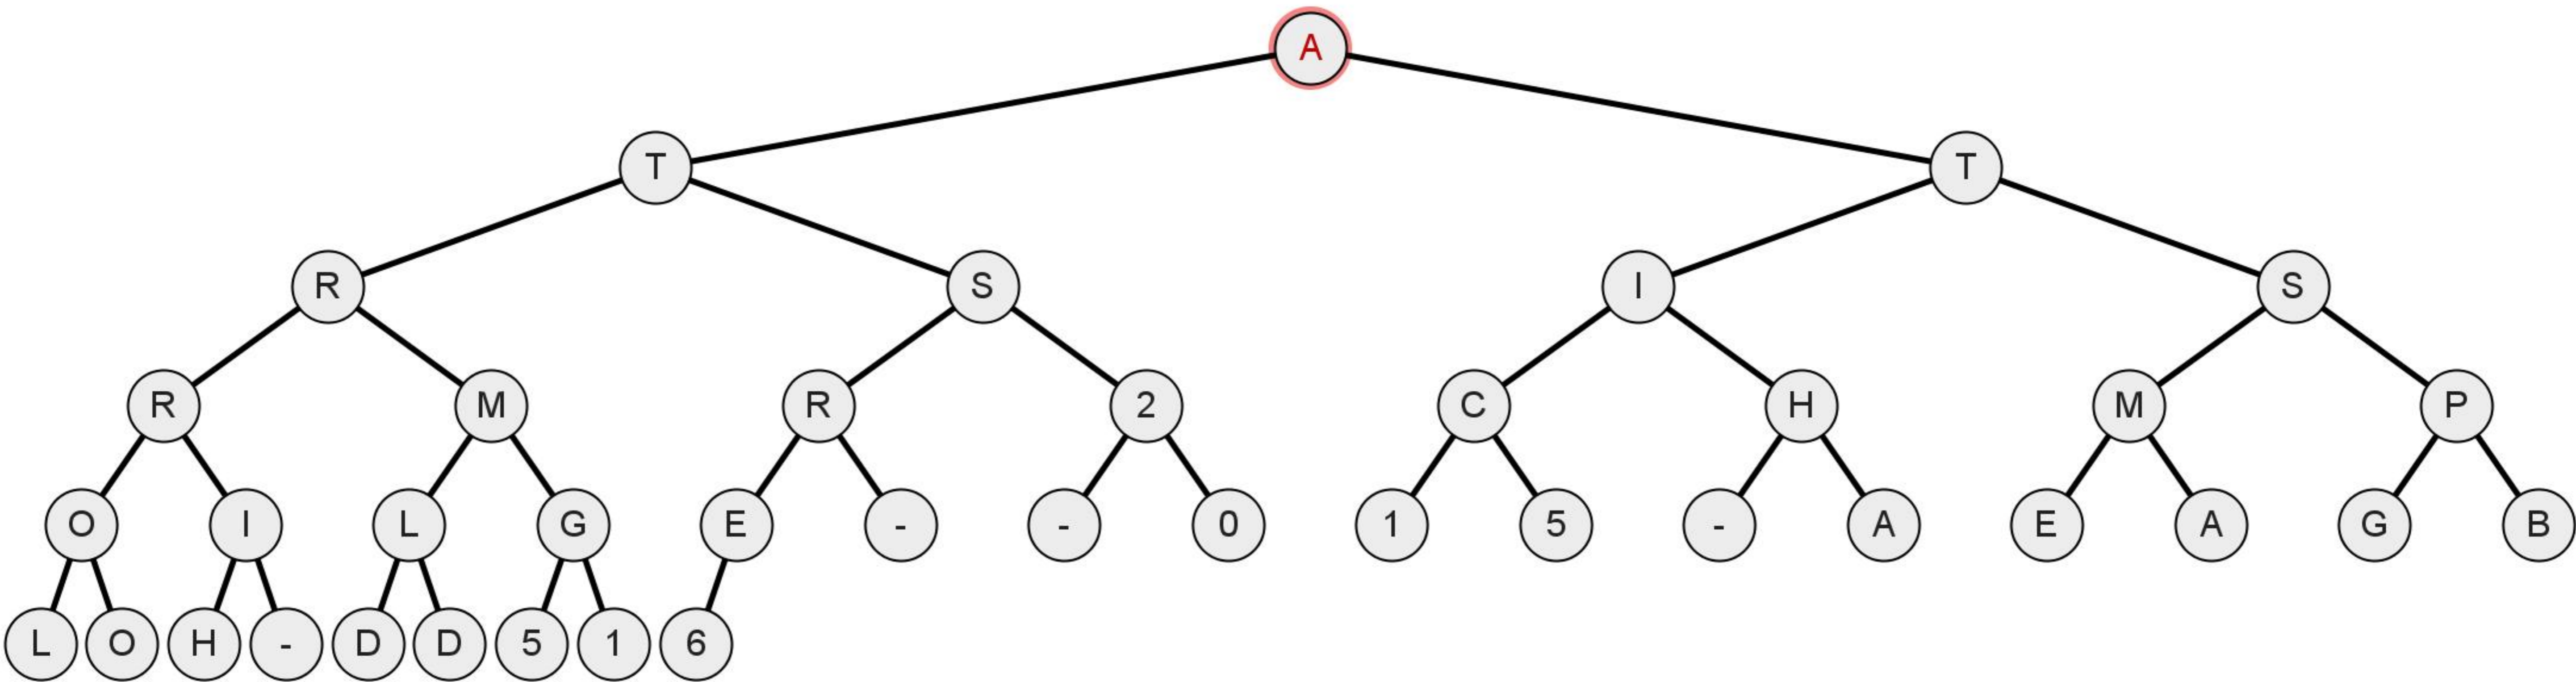 A
T T
R S I S
R M R 2 C H M P
O I L G E - - 0 1 5 - A E A G B
L O H - D D 5 1 6